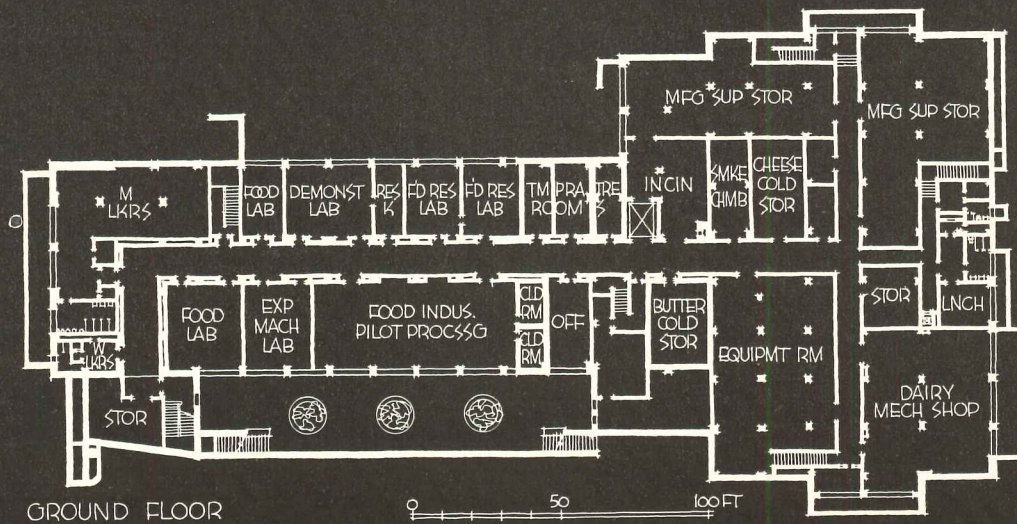 MFG SUP STOR
MFG SUP STOR
M
LKRS
FOOD
LAB
DEMONST
LAB
RES
K
F'D RES
LAB
F'D RES
LAB
TM
ROOM
PRA.
ROOM
TRE
S
INCIN
SMKE
CHMB
CHEESE
COLD
STOR
FOOD
LAB
EXP
MACH
LAB
FOOD INDUS.
PILOT PROCSSG
CLD
RM
CLD
RM
OFF
BUTTER
COLD
STOR
EQUIPMT RM
STOR
LNCH
W
LKRS
STOR
DAIRY
MECH SHOP
GROUND FLOOR
0 50 100 FT